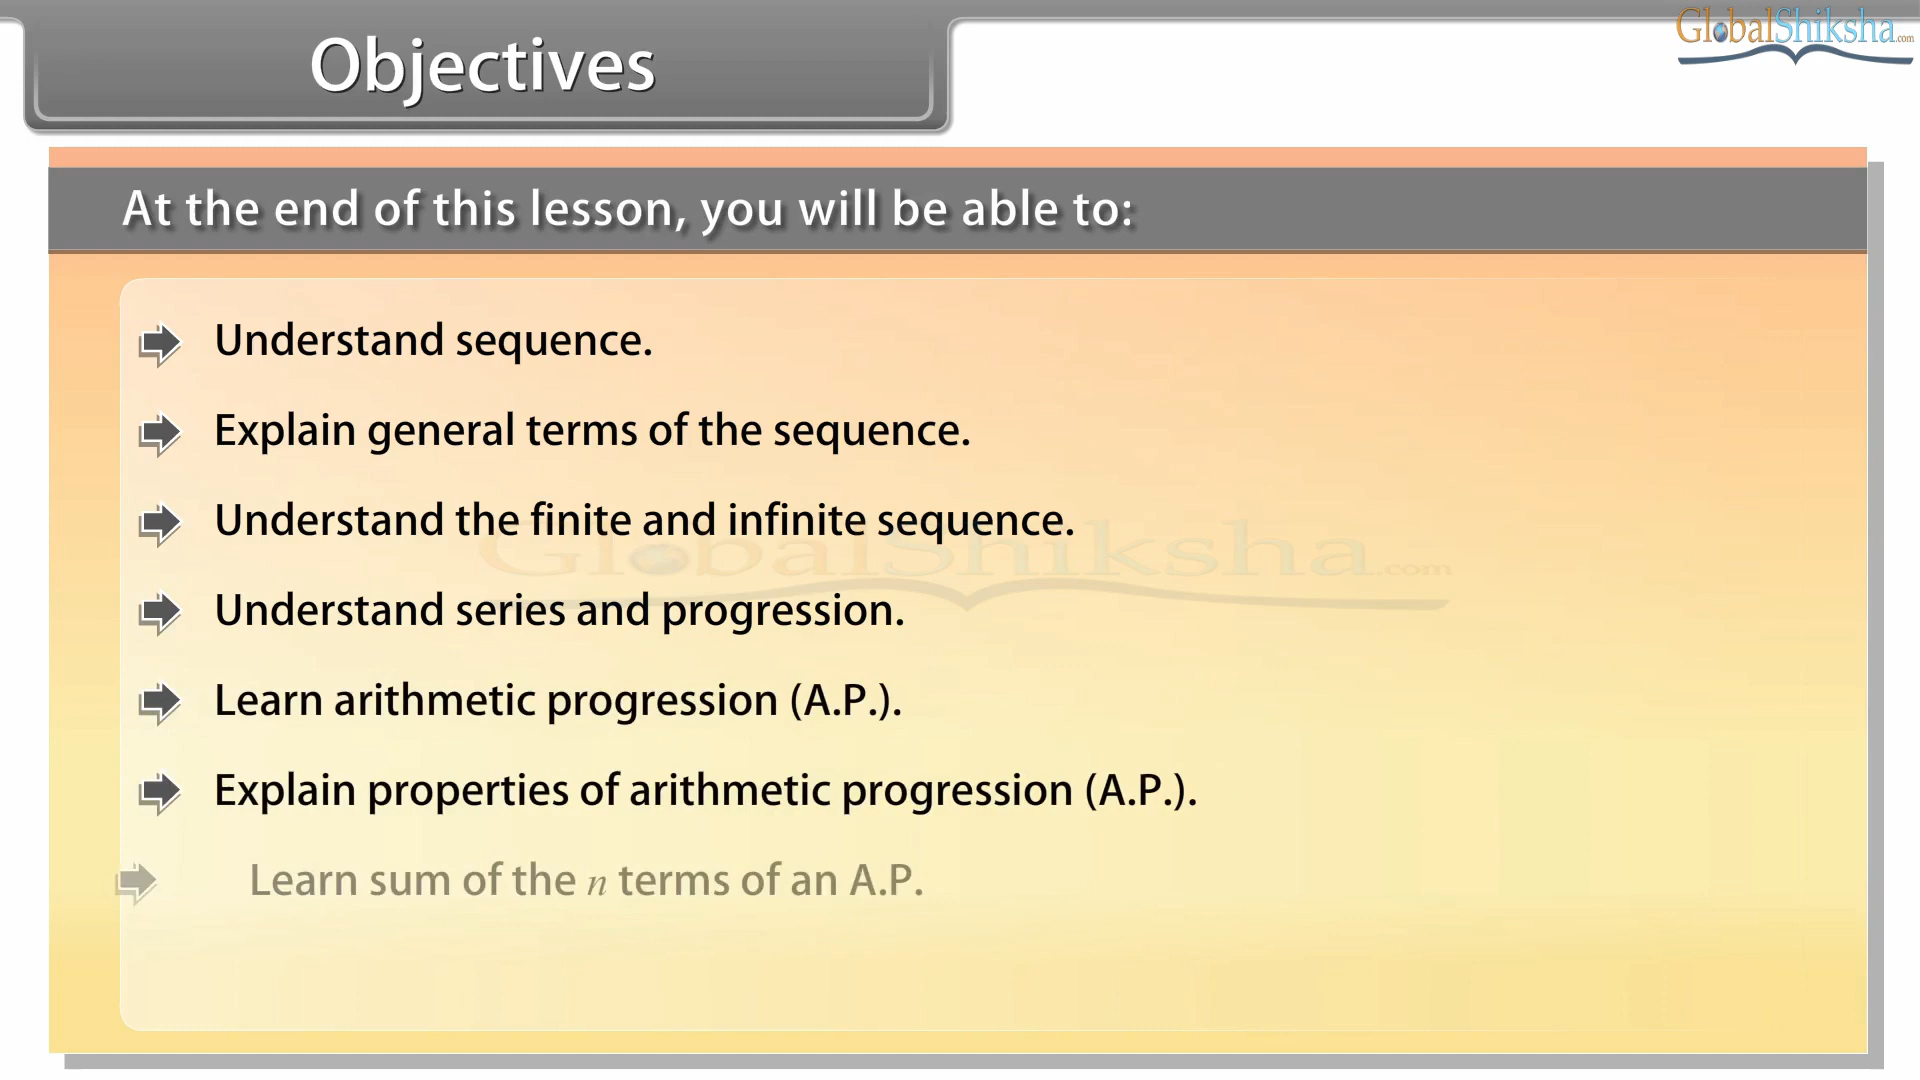 Objectives
GlobalShiksha.com
At the end of this lesson, you will be able to:
Understand sequence.
Explain general terms of the sequence.
Understand the finite and infinite sequence.
GlobalShiksha.com
Understand series and progression.
Learn arithmetic progression (A.P.).
Explain properties of arithmetic progression (A.P.).
Learn sum of the n terms of an A.P.